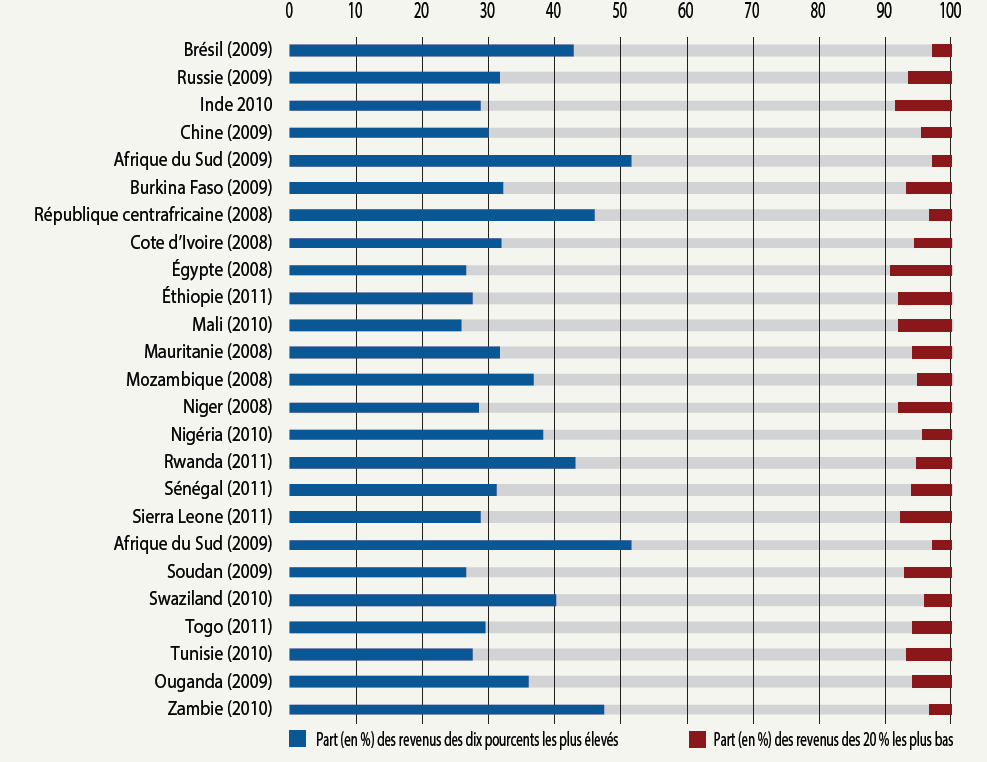 0 10 20 30 40 50 60 70 80 90 100
Brésil (2009)
Russie (2009)
Inde 2010
Chine (2009)
Afrique du Sud (2009)
Burkina Faso (2009)
République centrafricaine (2008)
Cote d'Ivoire (2008)
Égypte (2008)
Éthiopie (2011)
Mali (2010)
Mauritanie (2008)
Mozambique (2008)
Niger (2008)
Nigéria (2010)
Rwanda (2011)
Sénégal (2011)
Sierra Leone (2011)
Afrique du Sud (2009)
Soudan (2009)
Swaziland (2010)
Togo (2011)
Tunisie (2010)
Ouganda (2009)
Zambie (2010)
Part (en %) des revenus des dix pourcents les plus élevés
Part (en %) des revenus des 20 % les plus bas